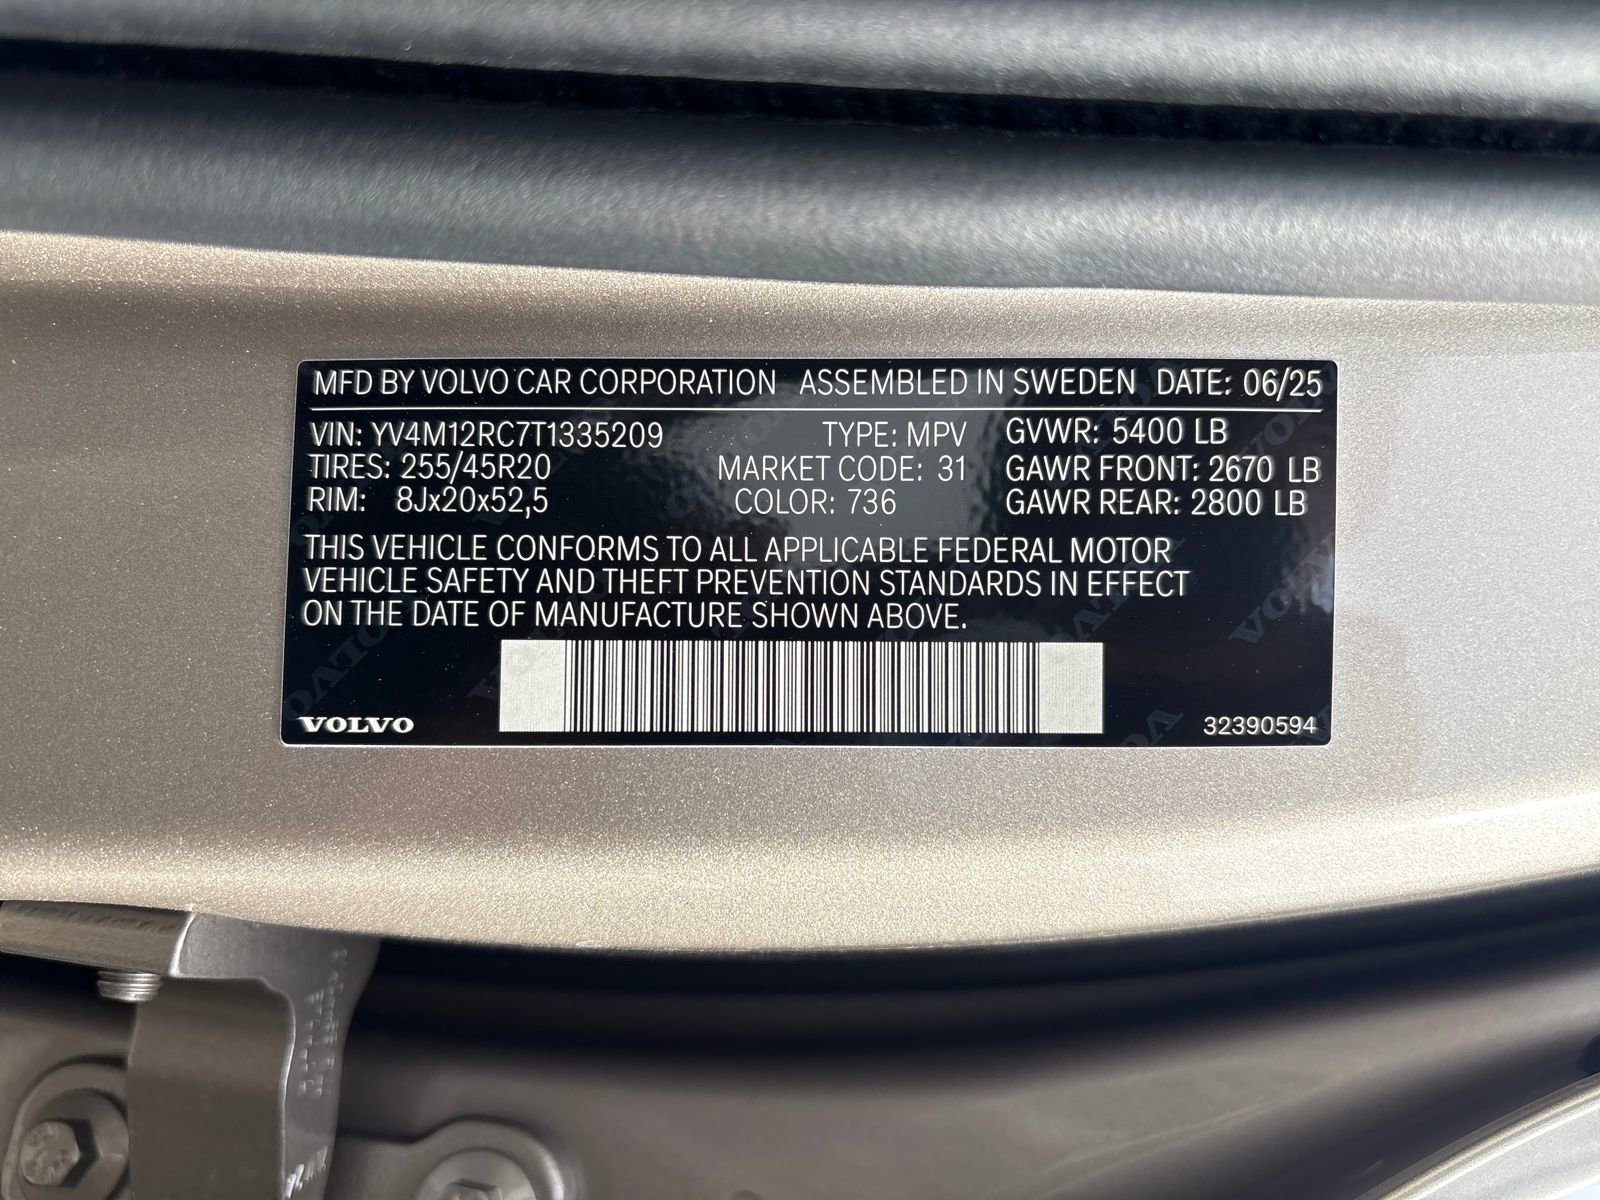 MFD BY VOLVO CAR CORPORATION ASSEMBLED IN SWEDEN DATE: 06/25
VIN: YV4M12RC7T1335209 TYPE: MPV GVWR: 5400 LB
TIRES: 255/45R20 MARKET CODE: 31 GAWR FRONT: 2670 LB
RIM: 8Jx20x52,5 COLOR: 736 GAWR REAR: 2800 LB
THIS VEHICLE CONFORMS TO ALL APPLICABLE FEDERAL MOTOR
VEHICLE SAFETY AND THEFT PREVENTION STANDARDS IN EFFECT
ON THE DATE OF MANUFACTURE SHOWN ABOVE.
VOLVO 32390594